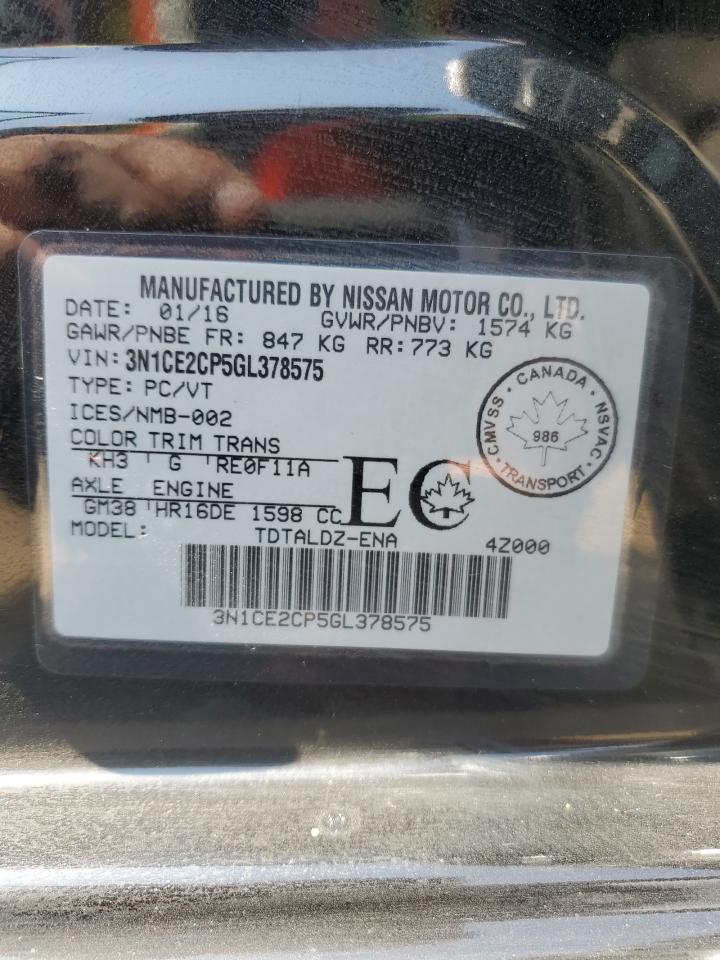 MANUFACTURED BY NISSAN MOTOR CO., LTD.
DATE: 01/16 GVWR/PNBV: 1574 KG
GAWR/PNBE FR: 847 KG RR: 773 KG
VIN: 3N1CE2CP5GL378575
TYPE: PC/VT
ICES/NMB-002
COLOR TRIM TRANS
KH3 G RE0F11A
AXLE ENGINE
GM38 HR16DE 1598 CC
EC
MODEL: TDTALDZ-ENA 4Z000
3N1CE2CP5GL378575
CMVSS · CANADA · NSVAC · TRANSPORT ·
986